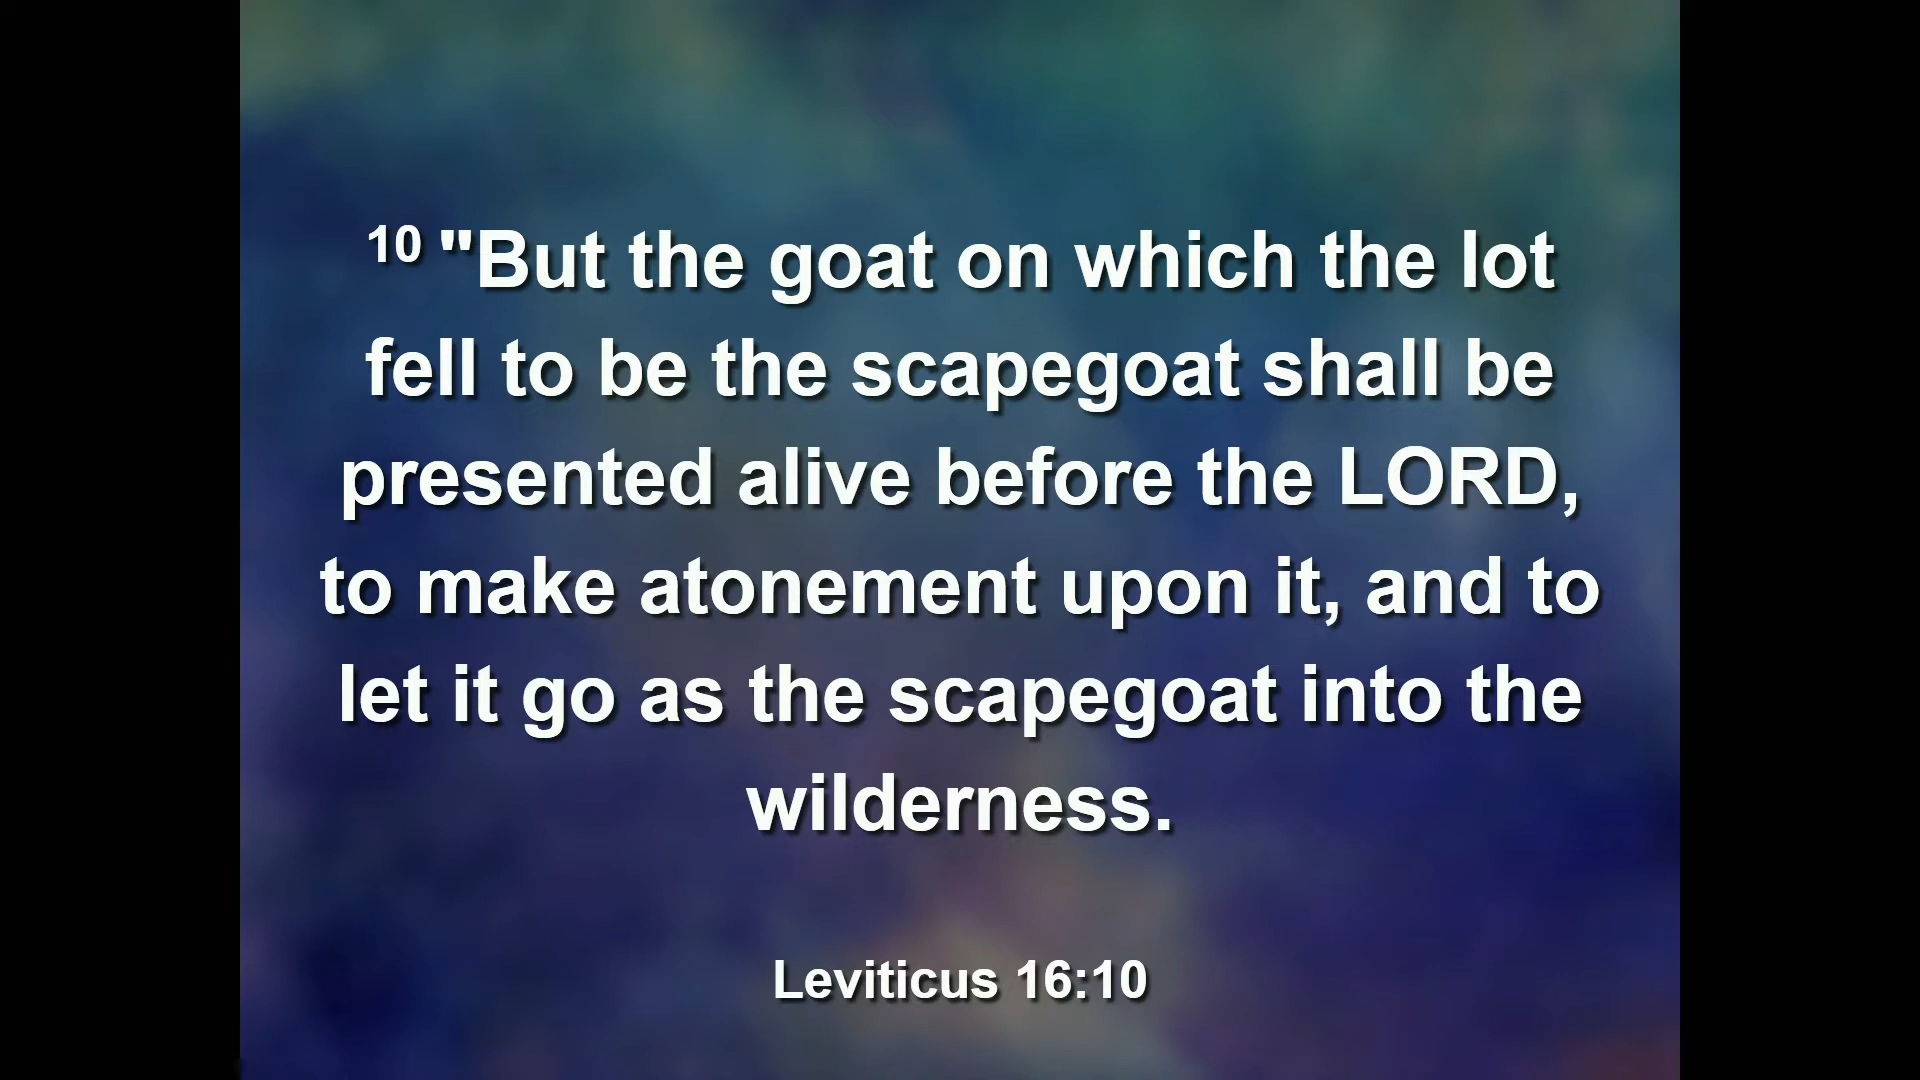 10 "But the goat on which the lot
fell to be the scapegoat shall be
presented alive before the LORD,
to make atonement upon it, and to
let it go as the scapegoat into the
wilderness.
Leviticus 16:10